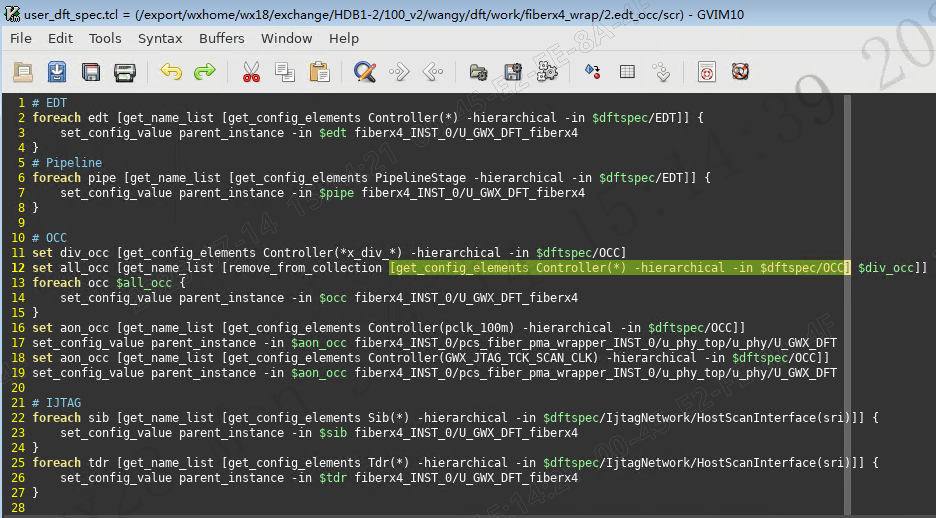 user_dft_spec.tcl = (/export/wxhome/wx18/exchange/HDB1-2/100_v2/wangy/dft/work/fiberx4_wrap/2.edt_occ/scr) - GVIM10
File Edit Tools Syntax Buffers Window Help
1 # EDT
2 foreach edt [get_name_list [get_config_elements Controller(*) -hierarchical -in $dftspec/EDT]] {
3     set_config_value parent_instance -in $edt fiberx4_INST_0/U_GWX_DFT_fiberx4
4 }
5 # Pipeline
6 foreach pipe [get_name_list [get_config_elements PipelineStage -hierarchical -in $dftspec/EDT]] {
7     set_config_value parent_instance -in $pipe fiberx4_INST_0/U_GWX_DFT_fiberx4
8 }
9
10 # OCC
11 set div_occ [get_config_elements Controller(*x_div_*) -hierarchical -in $dftspec/OCC]
12 set all_occ [get_name_list [remove_from_collection [get_config_elements Controller(*) -hierarchical -in $dftspec/OCC] $div_occ]]
13 foreach occ $all_occ {
14     set_config_value parent_instance -in $occ fiberx4_INST_0/U_GWX_DFT_fiberx4
15 }
16 set aon_occ [get_name_list [get_config_elements Controller(pclk_100m) -hierarchical -in $dftspec/OCC]]
17 set_config_value parent_instance -in $aon_occ fiberx4_INST_0/pcs_fiber_pma_wrapper_INST_0/u_phy_top/u_phy/U_GWX_DFT
18 set aon_occ [get_name_list [get_config_elements Controller(GWX_JTAG_TCK_SCAN_CLK) -hierarchical -in $dftspec/OCC]]
19 set_config_value parent_instance -in $aon_occ fiberx4_INST_0/pcs_fiber_pma_wrapper_INST_0/u_phy_top/u_phy/U_GWX_DFT
20
21 # IJTAG
22 foreach sib [get_name_list [get_config_elements Sib(*) -hierarchical -in $dftspec/IjtagNetwork/HostScanInterface(sri)]] {
23     set_config_value parent_instance -in $sib fiberx4_INST_0/U_GWX_DFT_fiberx4
24 }
25 foreach tdr [get_name_list [get_config_elements Tdr(*) -hierarchical -in $dftspec/IjtagNetwork/HostScanInterface(sri)]] {
26     set_config_value parent_instance -in $tdr fiberx4_INST_0/U_GWX_DFT_fiberx4
27 }
28